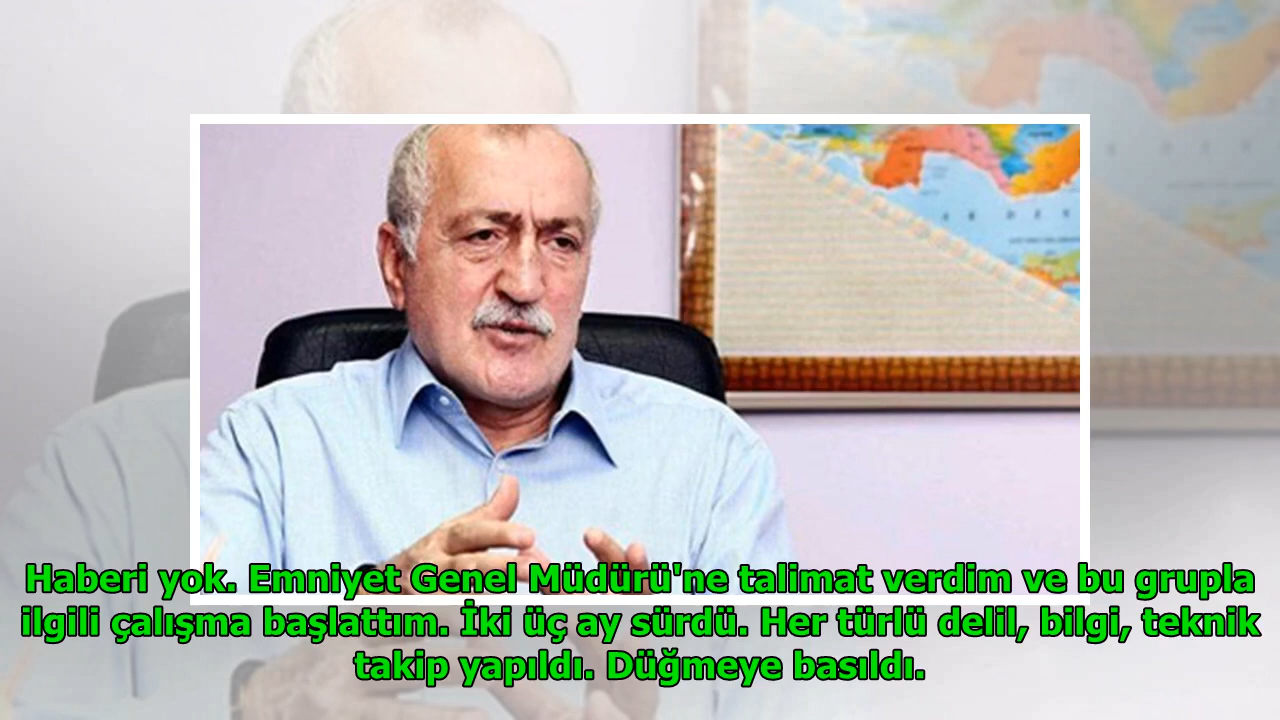 Haberi yok. Emniyet Genel Müdürü'ne talimat verdim ve bu grupla
ilgili çalışma başlattım. İki üç ay sürdü. Her türlü delil, bilgi, teknik
takip yapıldı. Düğmeye basıldı.